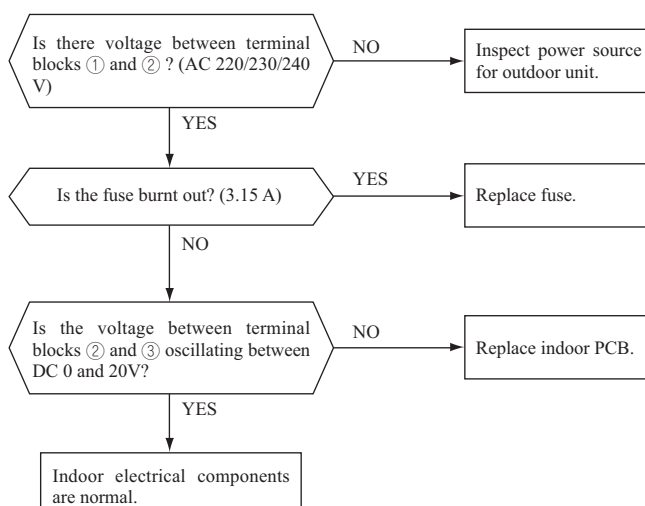 Is there voltage between terminal
blocks ① and ② ? (AC 220/230/240
V)
NO
Inspect power source
for outdoor unit.
YES
Is the fuse burnt out? (3.15 A)
YES
Replace fuse.
NO
Is the voltage between terminal
blocks ② and ③ oscillating between
DC 0 and 20V?
NO
Replace indoor PCB.
YES
Indoor electrical components
are normal.